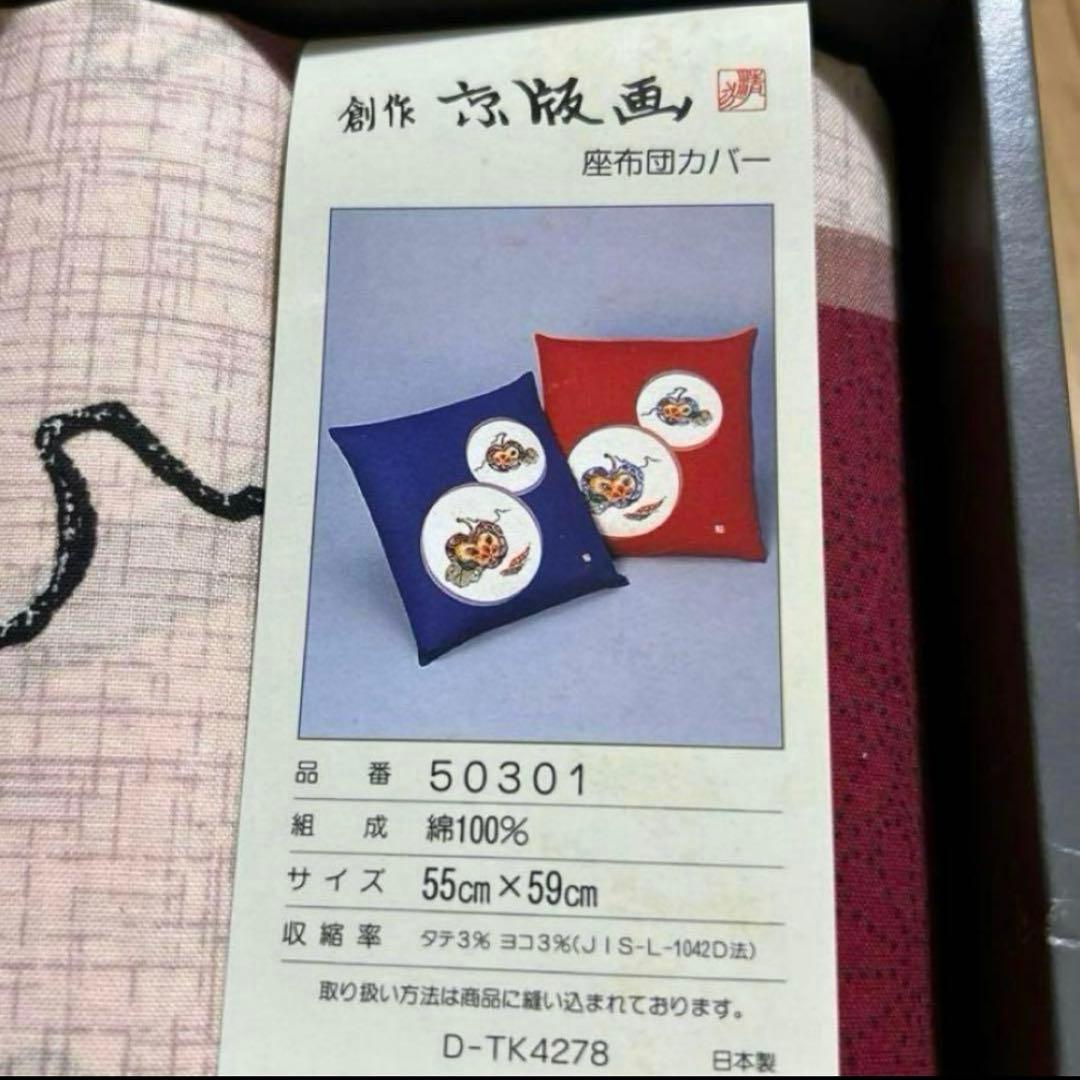 創作 京版画
座布団カバー
品番 50301
組成 綿100%
サイズ 55cm×59cm
収縮率 タテ3% ヨコ3%(JIS-L-1042D法)
取り扱い方法は商品に縫い込まれております。
D-TK4278 日本製